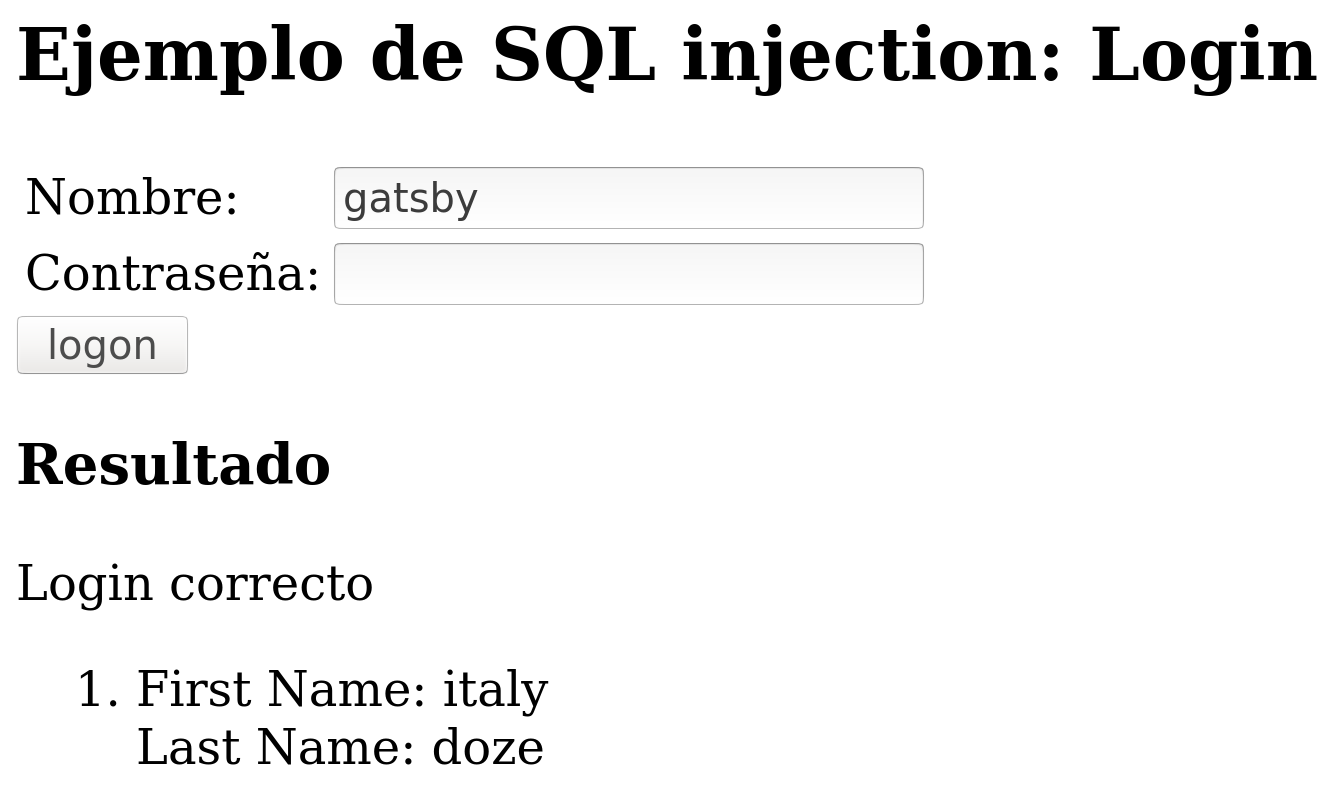 Ejemplo de SQL injection: Login
Nombre: gatsby
Contraseña:
logon
Resultado
Login correcto
1. First Name: italy
Last Name: doze